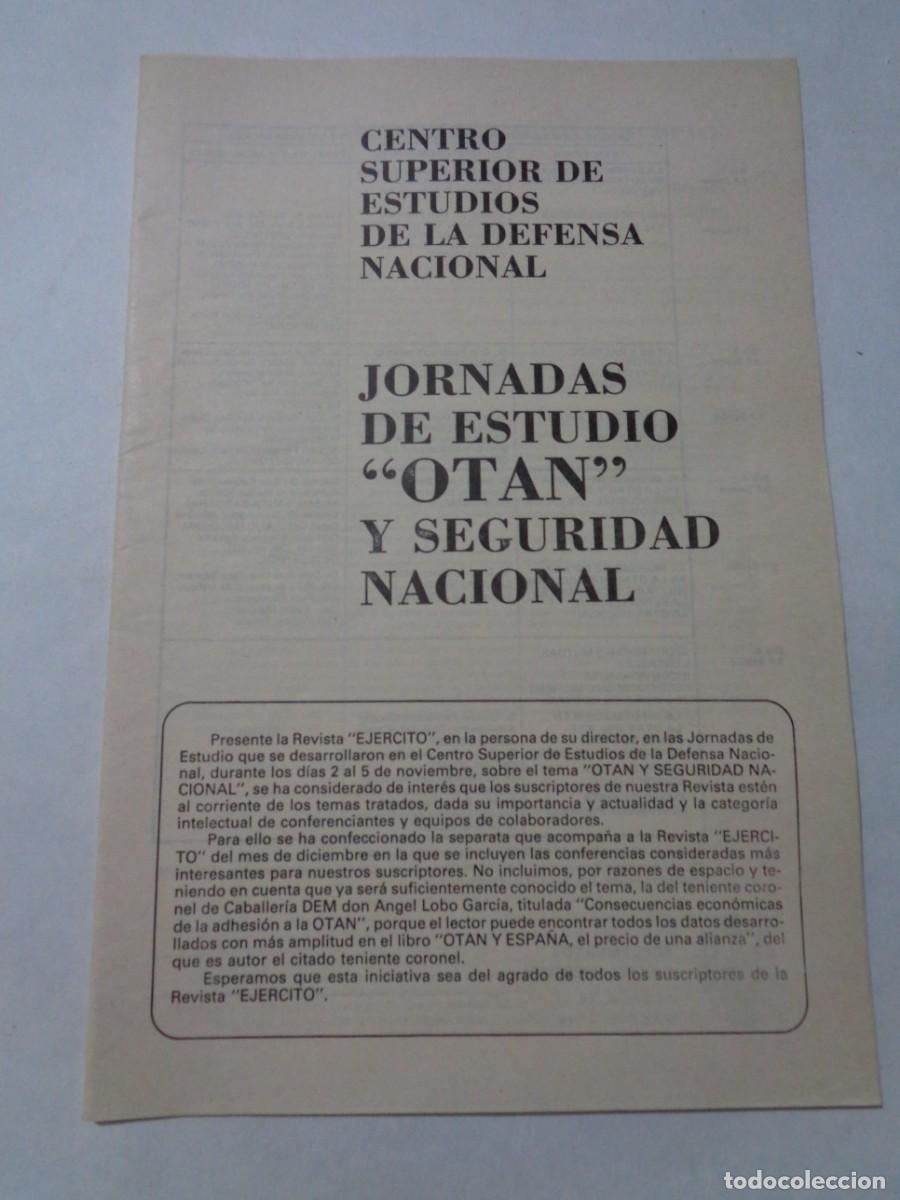 CENTRO
SUPERIOR DE
ESTUDIOS
DE LA DEFENSA
NACIONAL
JORNADAS
DE ESTUDIO
“OTAN”
Y SEGURIDAD
NACIONAL
Presente la Revista "EJERCITO", en la persona de su director, en las Jornadas de
Estudio que se desarrollaron en el Centro Superior de Estudios de la Defensa Nacio-
nal, durante los días 2 al 5 de noviembre, sobre el tema "OTAN Y SEGURIDAD NA-
CIONAL", se ha considerado de interés que los suscriptores de nuestra Revista estén
al corriente de los temas tratados, dada su importancia y actualidad y la categoría
intelectual de conferenciantes y equipos de colaboradores.
Para ello se ha confeccionado la separata que acompaña a la Revista "EJERCI-
TO" del mes de diciembre en la que se incluyen las conferencias consideradas más
interesantes para nuestros suscriptores. No incluimos, por razones de espacio y te-
niendo en cuenta que ya será suficientemente conocido el tema, la del teniente coro-
nel de Caballería DEM don Angel Lobo García, titulada "Consecuencias económicas
de la adhesión a la OTAN", porque el lector puede encontrar todos los datos desarro-
llados con más amplitud en el libro "OTAN Y ESPAÑA, el precio de una alianza", del
que es autor el citado teniente coronel.
Esperamos que esta iniciativa sea del agrado de todos los suscriptores de la
Revista "EJERCITO".
todocoleccion